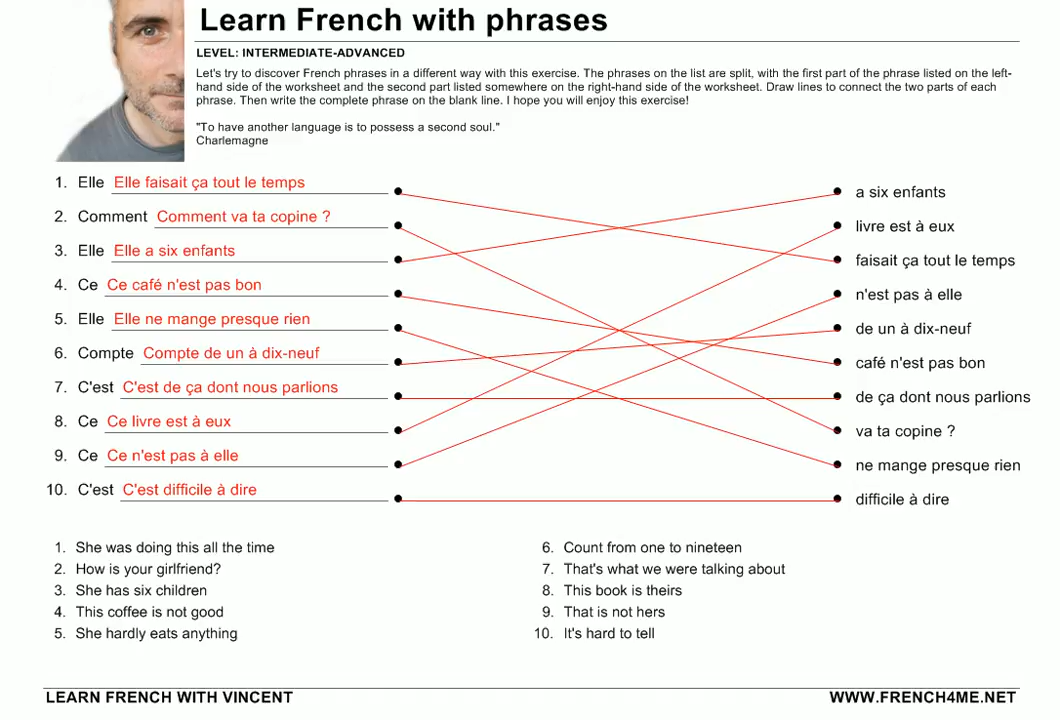 Learn French with phrases
LEVEL: INTERMEDIATE-ADVANCED
Let's try to discover French phrases in a different way with this exercise. The phrases on the list are split, with the first part of the phrase listed on the left-
hand side of the worksheet and the second part listed somewhere on the right-hand side of the worksheet. Draw lines to connect the two parts of each
phrase. Then write the complete phrase on the blank line. I hope you will enjoy this exercise!
"To have another language is to possess a second soul."
Charlemagne
1. Elle Elle faisait ça tout le temps
a six enfants
2. Comment Comment va ta copine ?
livre est à eux
3. Elle Elle a six enfants
faisait ça tout le temps
4. Ce Ce café n'est pas bon
n'est pas à elle
5. Elle Elle ne mange presque rien
de un à dix-neuf
6. Compte Compte de un à dix-neuf
café n'est pas bon
7. C'est C'est de ça dont nous parlions
de ça dont nous parlions
8. Ce Ce livre est à eux
va ta copine ?
9. Ce Ce n'est pas à elle
ne mange presque rien
10. C'est C'est difficile à dire
difficile à dire
1. She was doing this all the time
2. How is your girlfriend?
3. She has six children
4. This coffee is not good
5. She hardly eats anything
6. Count from one to nineteen
7. That's what we were talking about
8. This book is theirs
9. That is not hers
10. It's hard to tell
LEARN FRENCH WITH VINCENT
WWW.FRENCH4ME.NET